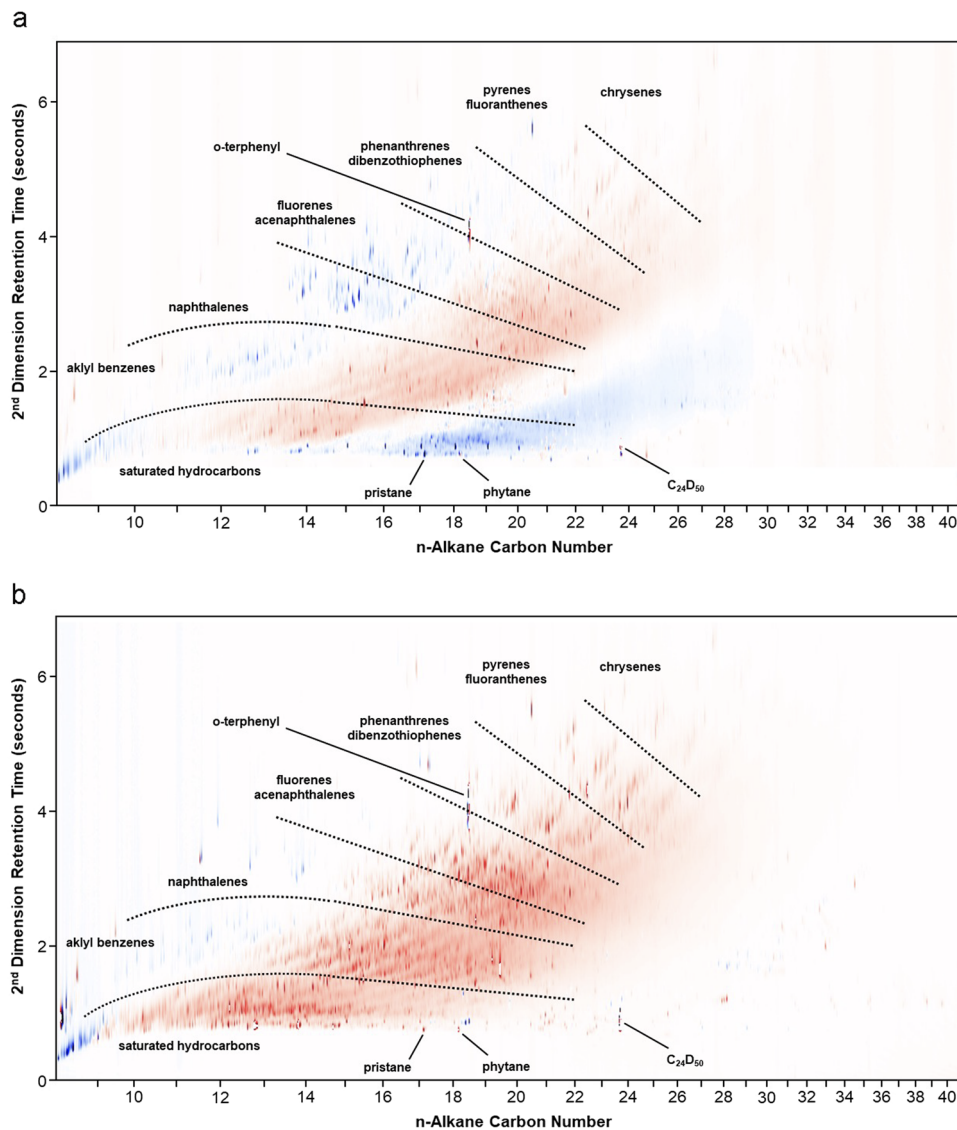 a
2nd Dimension Retention Time (seconds)
6
4
2
0
pyrenes
fluoranthenes
chrysenes
o-terphenyl
phenanthrenes
dibenzothiophenes
fluorenes
acenaphthalenes
naphthalenes
aklyl benzenes
saturated hydrocarbons
pristane
phytane
C24D50
10 12 14 16 18 20 22 24 26 28 30 32 34 36 38 40
n-Alkane Carbon Number
b
2nd Dimension Retention Time (seconds)
6
4
2
0
pyrenes
fluoranthenes
chrysenes
o-terphenyl
phenanthrenes
dibenzothiophenes
fluorenes
acenaphthalenes
naphthalenes
aklyl benzenes
saturated hydrocarbons
pristane
phytane
C24D50
10 12 14 16 18 20 22 24 26 28 30 32 34 36 38 40
n-Alkane Carbon Number